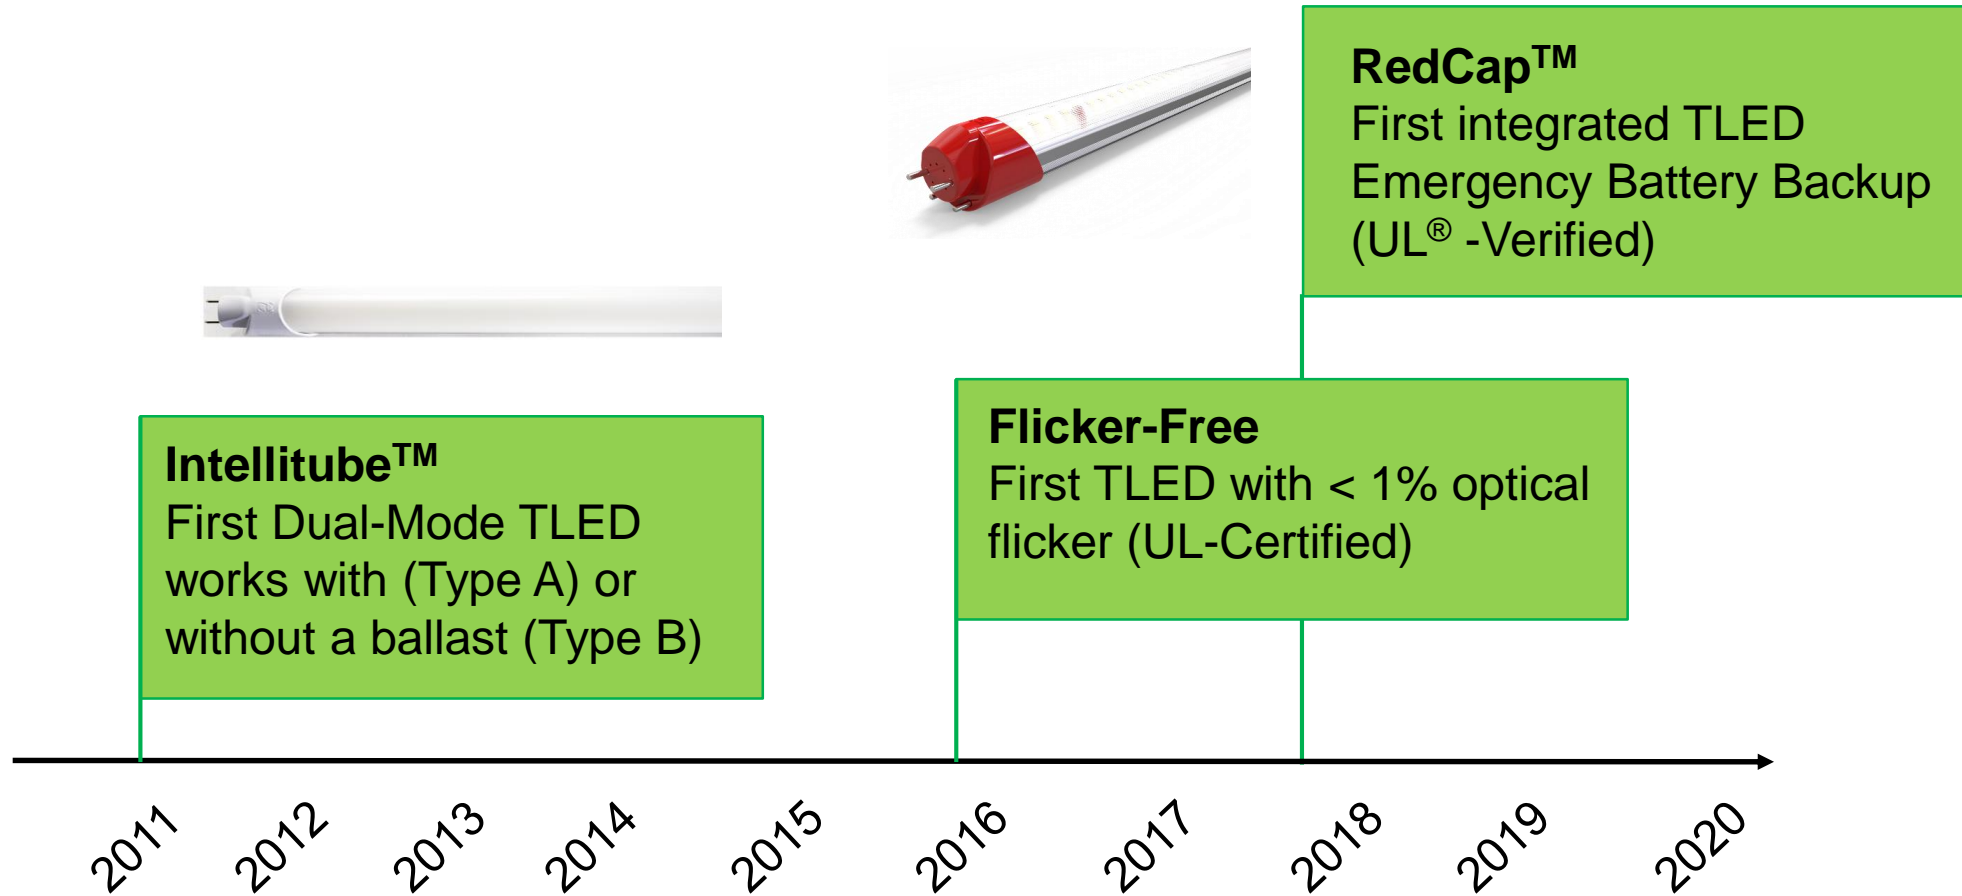 RedCap™
First integrated TLED
Emergency Battery Backup
(UL® -Verified)
Intellitube™
First Dual-Mode TLED
works with (Type A) or
without a ballast (Type B)
Flicker-Free
First TLED with < 1% optical
flicker (UL-Certified)
2011
2012
2013
2014
2015
2016
2017
2018
2019
2020